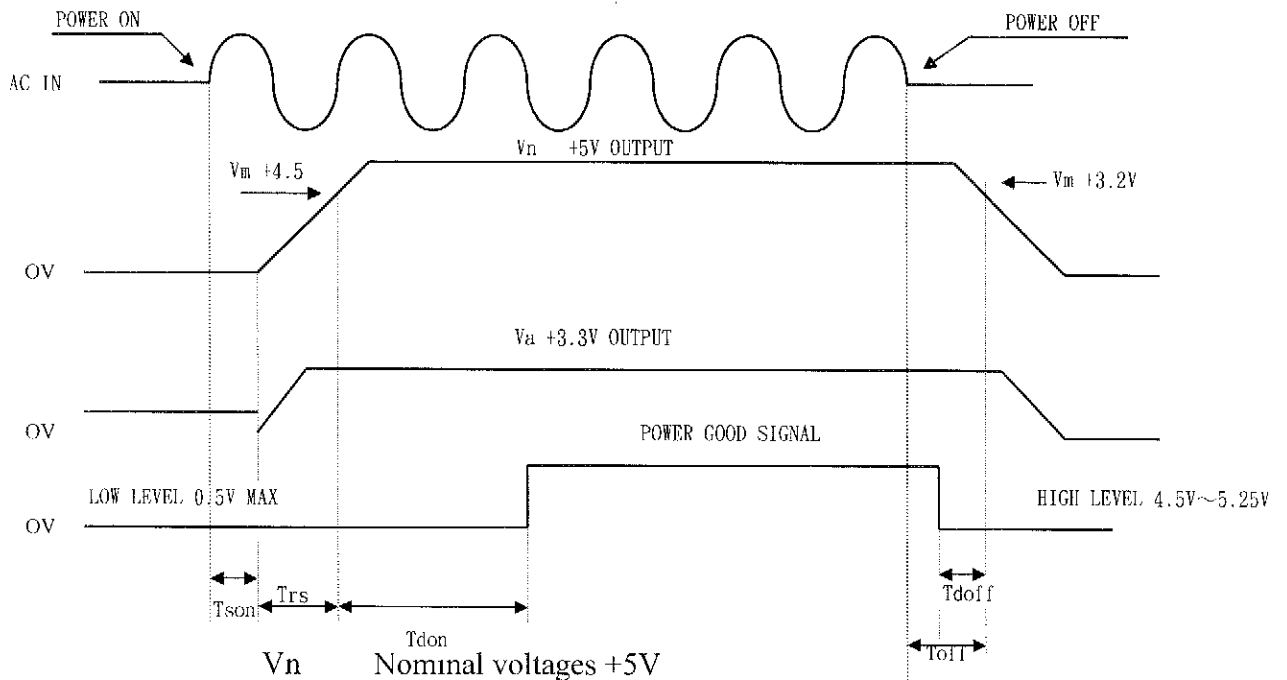 POWER ON
POWER OFF
AC IN
Vn +5V OUTPUT
Vm +4.5
Vm +3.2V
OV
Va +3.3V OUTPUT
OV
POWER GOOD SIGNAL
LOW LEVEL 0.5V MAX
HIGH LEVEL 4.5V~5.25V
OV
Tson
Trs
Tdoff
Tdon
Toff
Vn Nominal voltages +5V